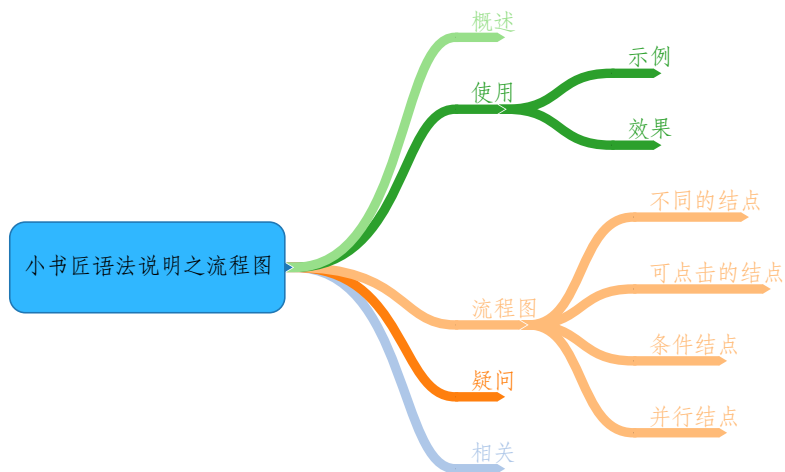 小书匠语法说明之流程图
概述
使用
示例
效果
流程图
不同的结点
可点击的结点
条件结点
并行结点
疑问
相关